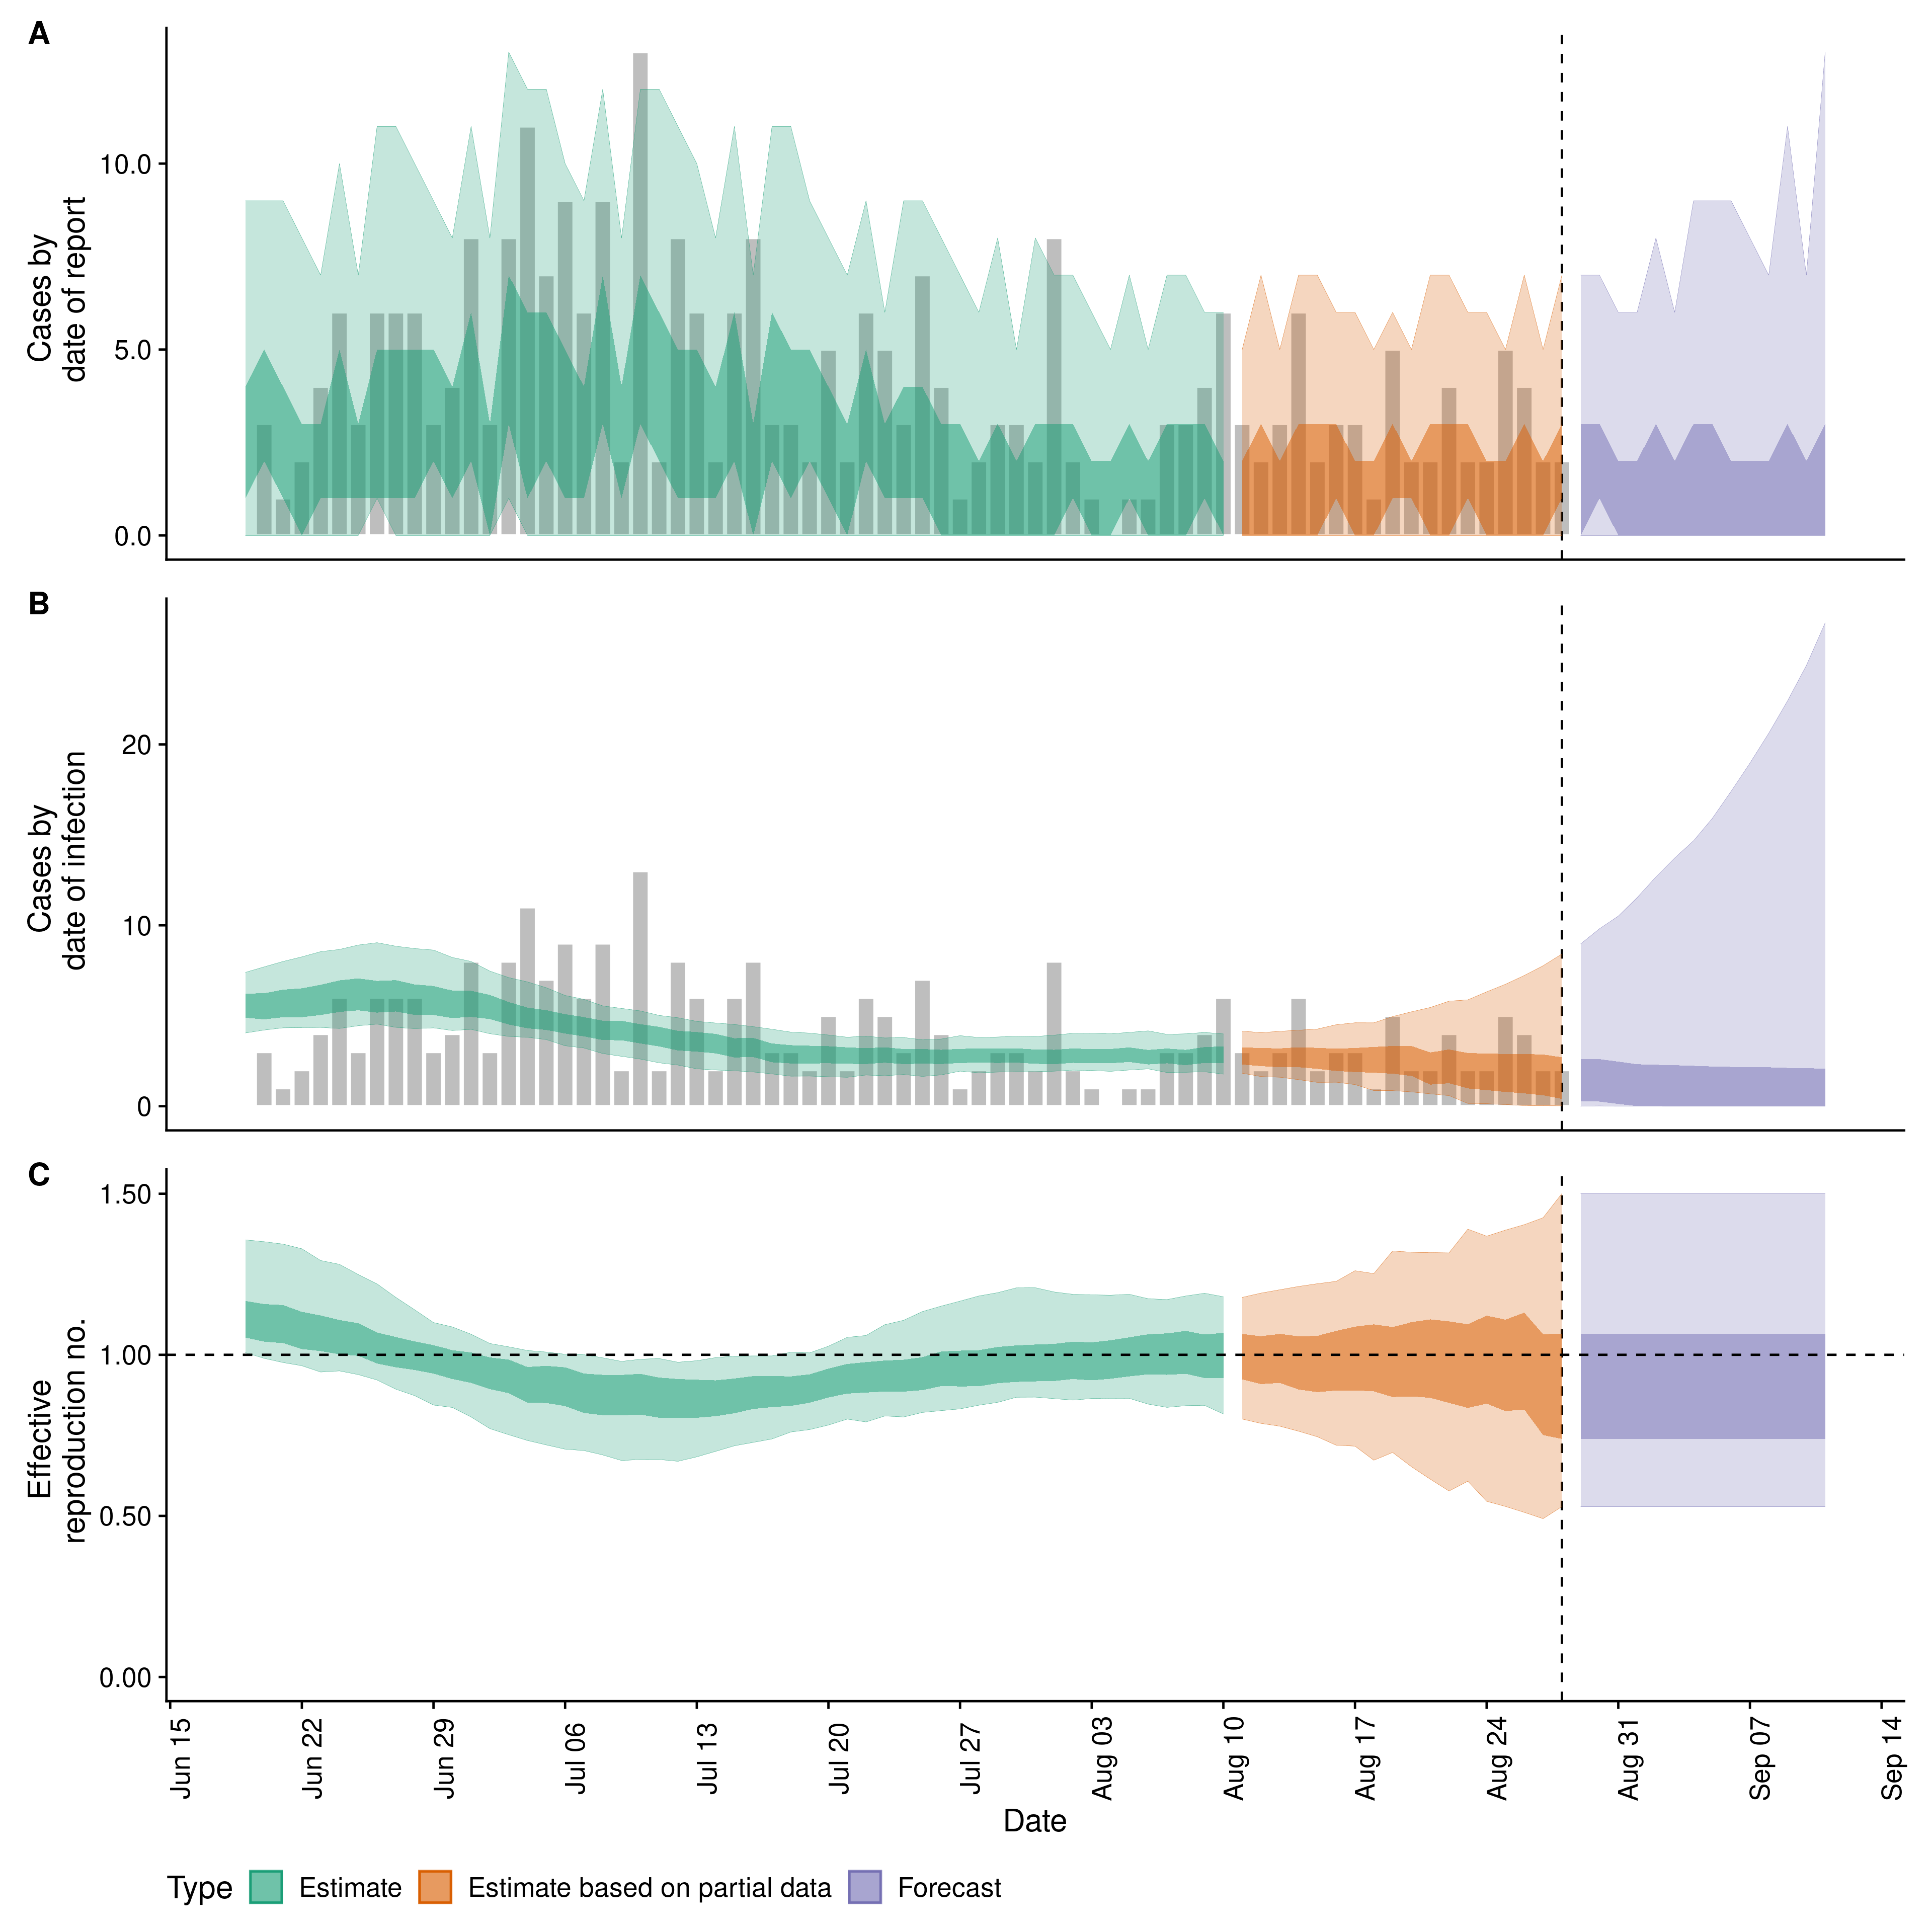 A
Cases by
date of report
10.0
5.0
0.0
B
Cases by
date of infection
20
10
0
C
Effective
reproduction no.
1.50
1.00
0.50
0.00
Jun 15
Jun 22
Jun 29
Jul 06
Jul 13
Jul 20
Jul 27
Aug 03
Aug 10
Aug 17
Aug 24
Aug 31
Sep 07
Sep 14
Date
Type Estimate Estimate based on partial data Forecast